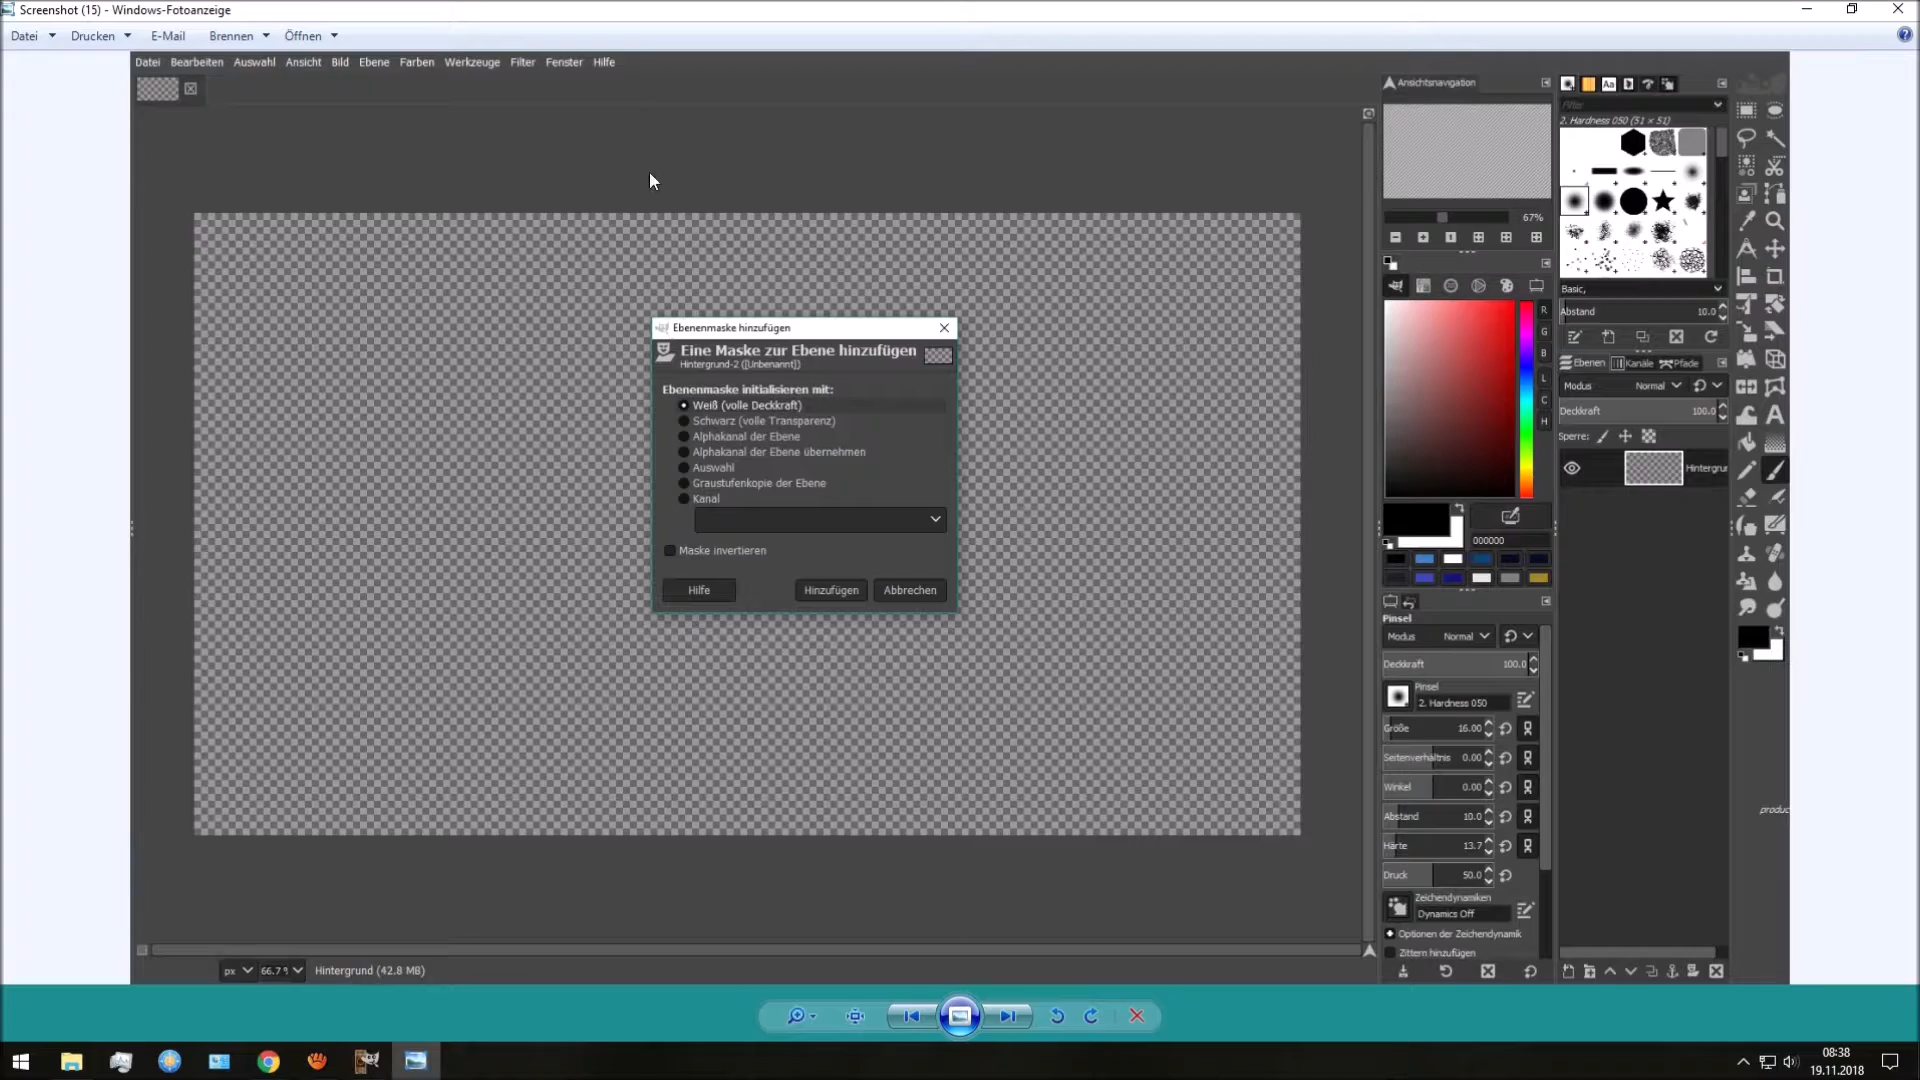 Screenshot (15) - Windows-Fotoanzeige
Datei Drucken E-Mail Brennen Öffnen
Datei Bearbeiten Auswahl Ansicht Bild Ebene Farben Werkzeuge Filter Fenster Hilfe
Ansichtsnavigation
67%
R
G
B
L
C
H
000000
Pinsel
Modus Normal
Deckkraft 100.0
Pinsel
2. Hardness 050
Größe 16.00
Seitenverhältnis 0.00
Winkel 0.00
Abstand 10.0
Härte 13.7
Druck 50.0
Zeichendynamiken
Dynamics Off
Optionen der Zeichendynamik
Zittern hinzufügen
Aa
Filter
2. Hardness 050 (51 × 51)
Basic,
Abstand 10.0
Ebenen Kanäle Pfade
Modus Normal
Deckkraft 100.0
Sperre:
Hintergrur
produc
Ebenenmaske hinzufügen
Eine Maske zur Ebene hinzufügen
Hintergrund-2 ([Unbenannt])
Ebenenmaske initialisieren mit:
Weiß (volle Deckkraft)
Schwarz (volle Transparenz)
Alphakanal der Ebene
Alphakanal der Ebene übernehmen
Auswahl
Graustufenkopie der Ebene
Kanal
Maske invertieren
Hilfe Hinzufügen Abbrechen
px 66.7 % Hintergrund (42.8 MB)
08:38
19.11.2018